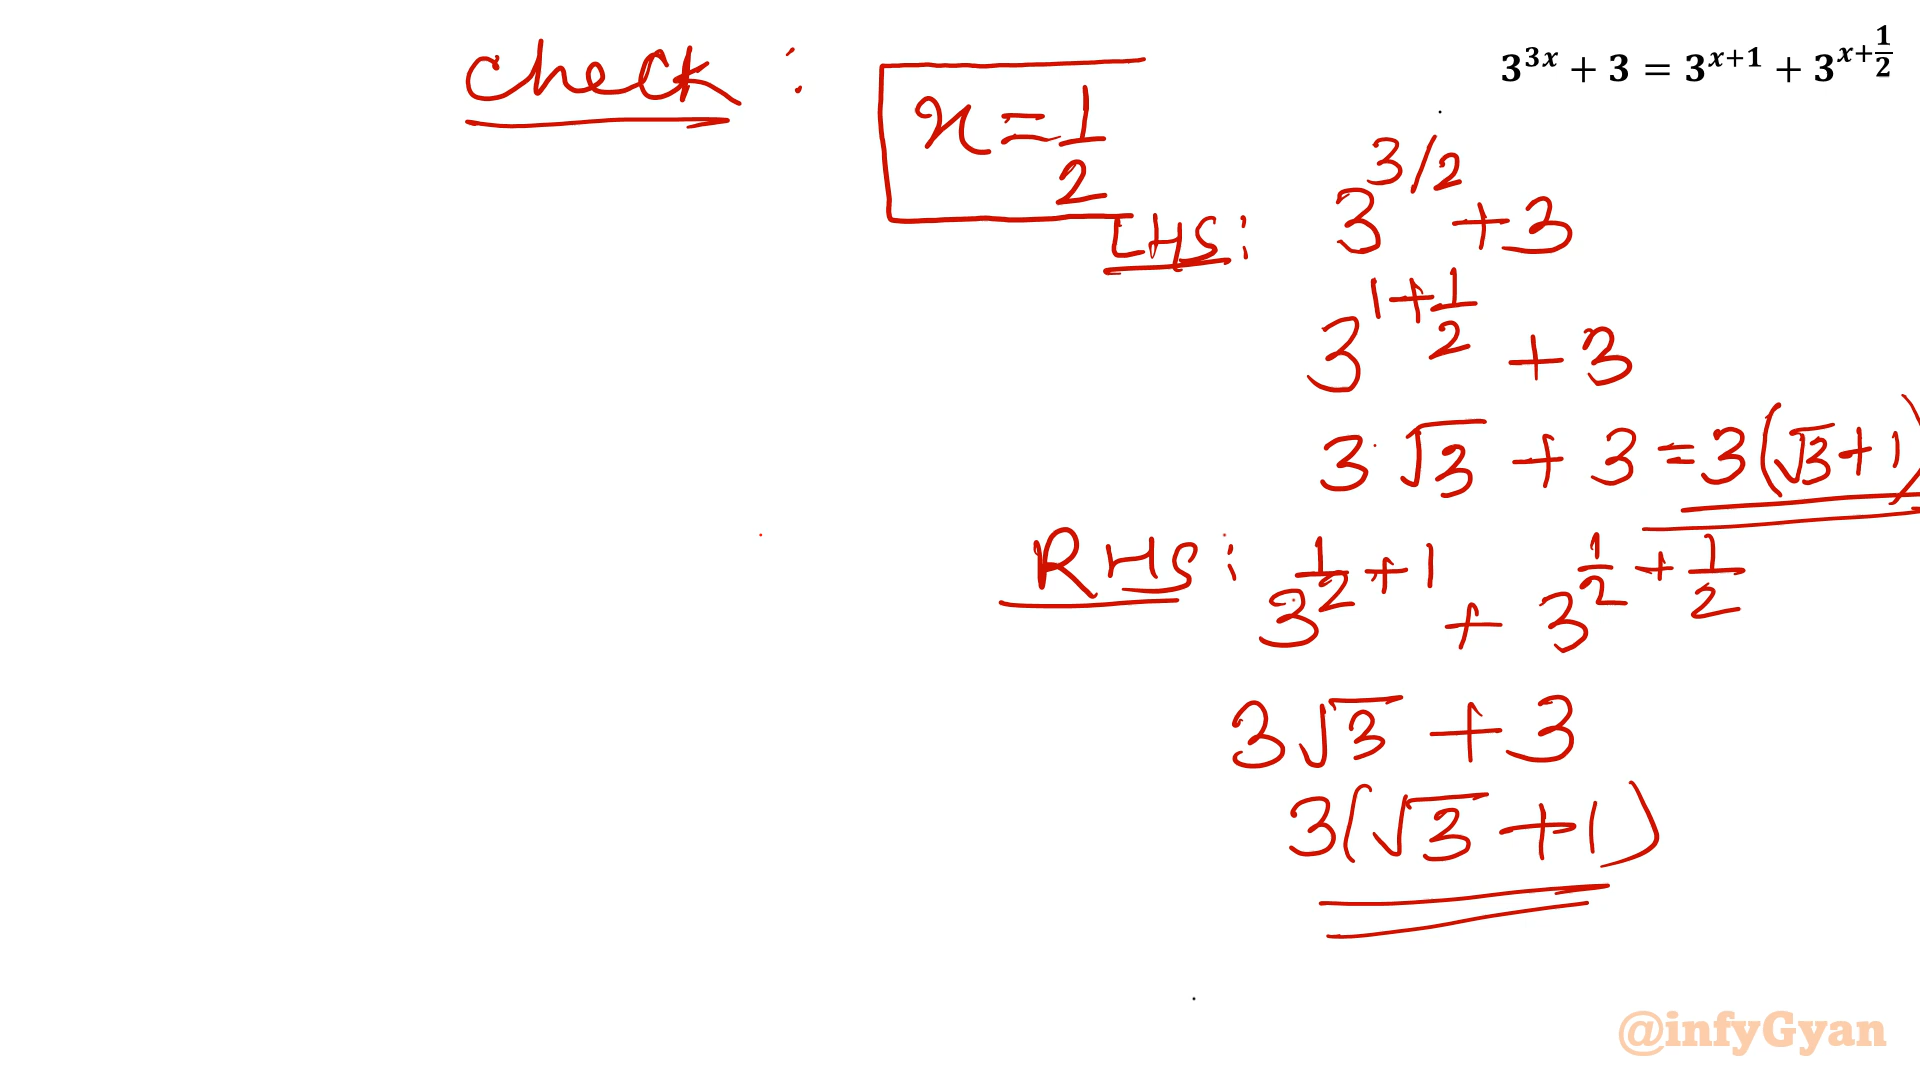 check :
x = 1/2
3^{3x} + 3 = 3^{x+1} + 3^{x+1/2}
LHS : 3^{3/2} + 3
3^{1+1/2} + 3
3√3 + 3 = 3(√3+1)
RHS : 3^{1/2+1} + 3^{1/2+1/2}
3√3 + 3
3(√3+1)
@infyGyan